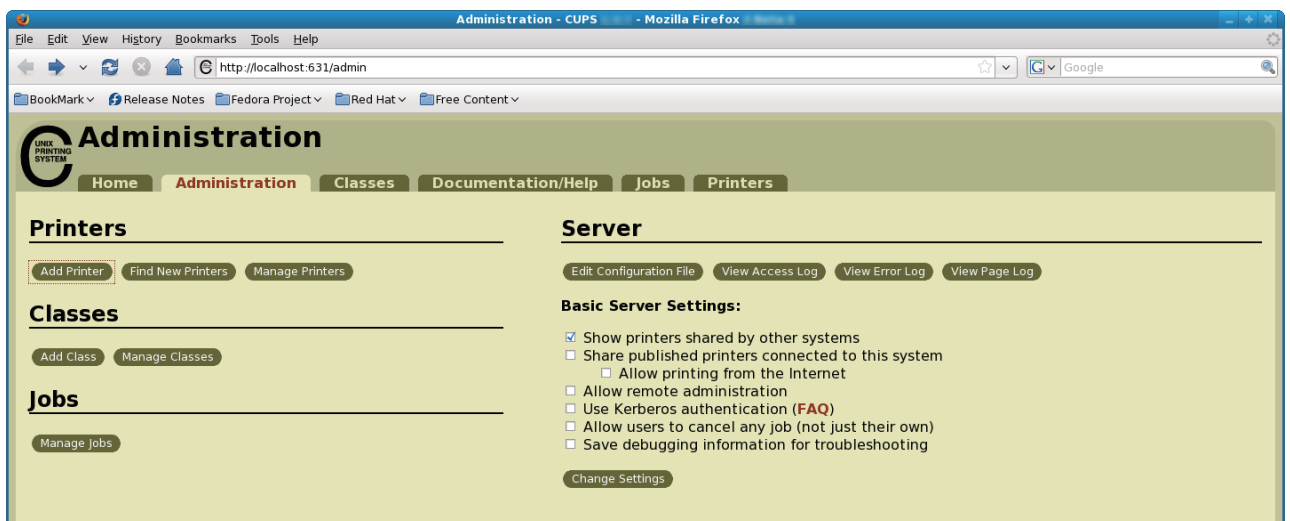 Administration - CUPS - Mozilla Firefox
File Edit View History Bookmarks Tools Help
http://localhost:631/admin Google
BookMark Release Notes Fedora Project Red Hat Free Content
UNIX
PRINTING
SYSTEM
Administration
Home Administration Classes Documentation/Help Jobs Printers
Printers
Add Printer Find New Printers Manage Printers
Classes
Add Class Manage Classes
Jobs
Manage Jobs
Server
Edit Configuration File View Access Log View Error Log View Page Log
Basic Server Settings:
Show printers shared by other systems
Share published printers connected to this system
Allow printing from the Internet
Allow remote administration
Use Kerberos authentication (FAQ)
Allow users to cancel any job (not just their own)
Save debugging information for troubleshooting
Change Settings